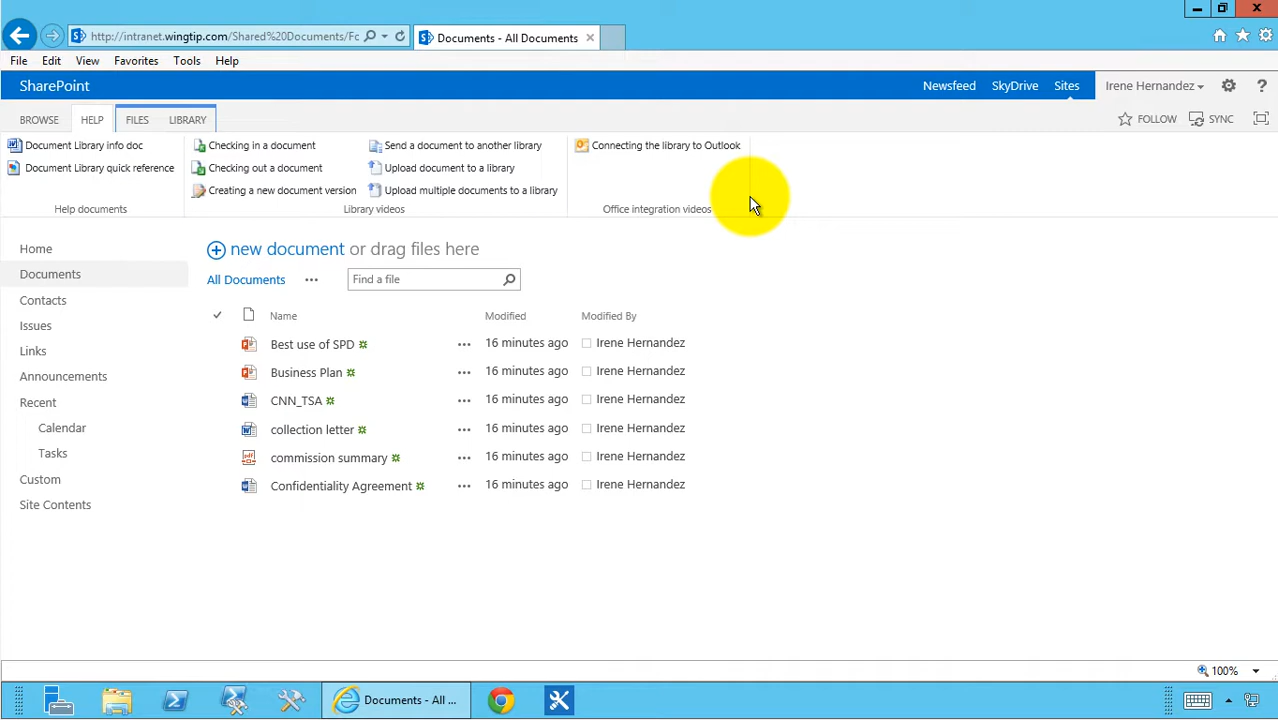 http://intranet.wingtip.com/Shared%20Documents/Fc
Documents - All Documents
File Edit View Favorites Tools Help
SharePoint Newsfeed SkyDrive Sites Irene Hernandez
BROWSE HELP FILES LIBRARY FOLLOW SYNC
Document Library info doc Checking in a document Send a document to another library Connecting the library to Outlook
Document Library quick reference Checking out a document Upload document to a library
Creating a new document version Upload multiple documents to a library
Help documents Library videos Office integration videos
Home
Documents
Contacts
Issues
Links
Announcements
Recent
Calendar
Tasks
Custom
Site Contents
new document or drag files here
All Documents ••• Find a file
Name Modified Modified By
Best use of SPD ••• 16 minutes ago Irene Hernandez
Business Plan ••• 16 minutes ago Irene Hernandez
CNN_TSA ••• 16 minutes ago Irene Hernandez
collection letter ••• 16 minutes ago Irene Hernandez
commission summary ••• 16 minutes ago Irene Hernandez
Confidentiality Agreement ••• 16 minutes ago Irene Hernandez
100%
Documents - All ...